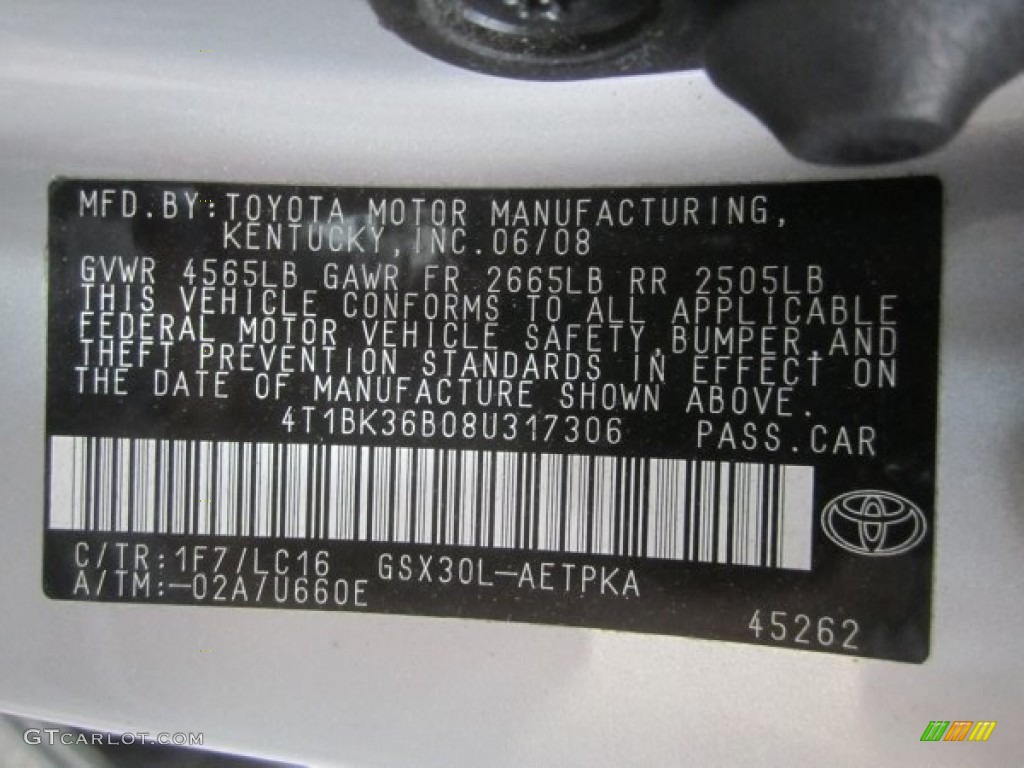 MFD.BY:TOYOTA MOTOR MANUFACTURING,
KENTUCKY,INC.06/08
GVWR 4565LB GAWR FR 2665LB RR 2505LB
THIS VEHICLE CONFORMS TO ALL APPLICABLE
FEDERAL MOTOR VEHICLE SAFETY,BUMPER,AND
THEFT PREVENTION STANDARDS IN EFFECT ON
THE DATE OF MANUFACTURE SHOWN ABOVE.
4T1BK36B08U317306 PASS.CAR
C/TR:1F7/LC16 GSX30L-AETPKA
A/TM:-02A/U660E
45262
GTCARLOT.COM